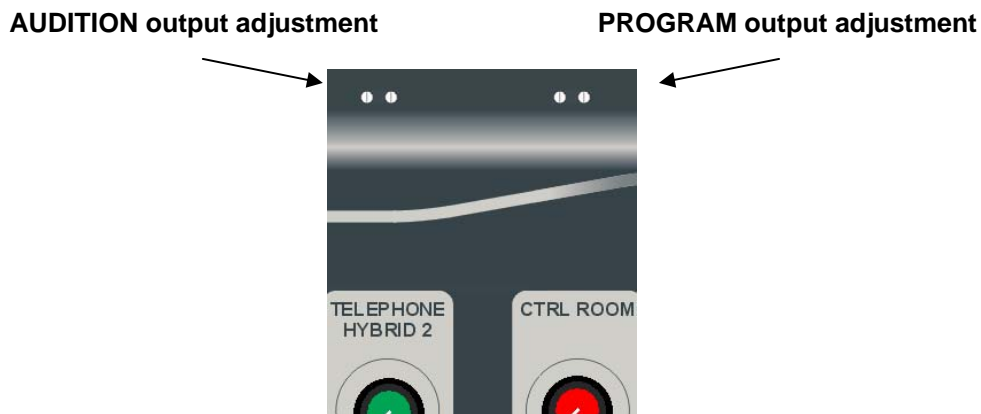 AUDITION output adjustment
PROGRAM output adjustment
TELEPHONE
HYBRID 2
CTRL ROOM